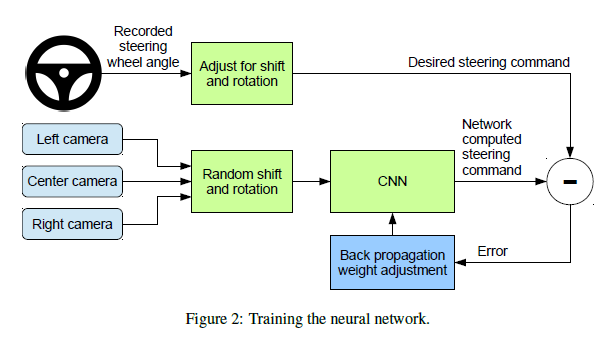 Recorded
steering
wheel angle
Adjust for shift
and rotation
Desired steering command
Left camera
Center camera
Right camera
Random shift
and rotation
CNN
Network
computed
steering
command
-
Back propagation
weight adjustment
Error
Figure 2: Training the neural network.